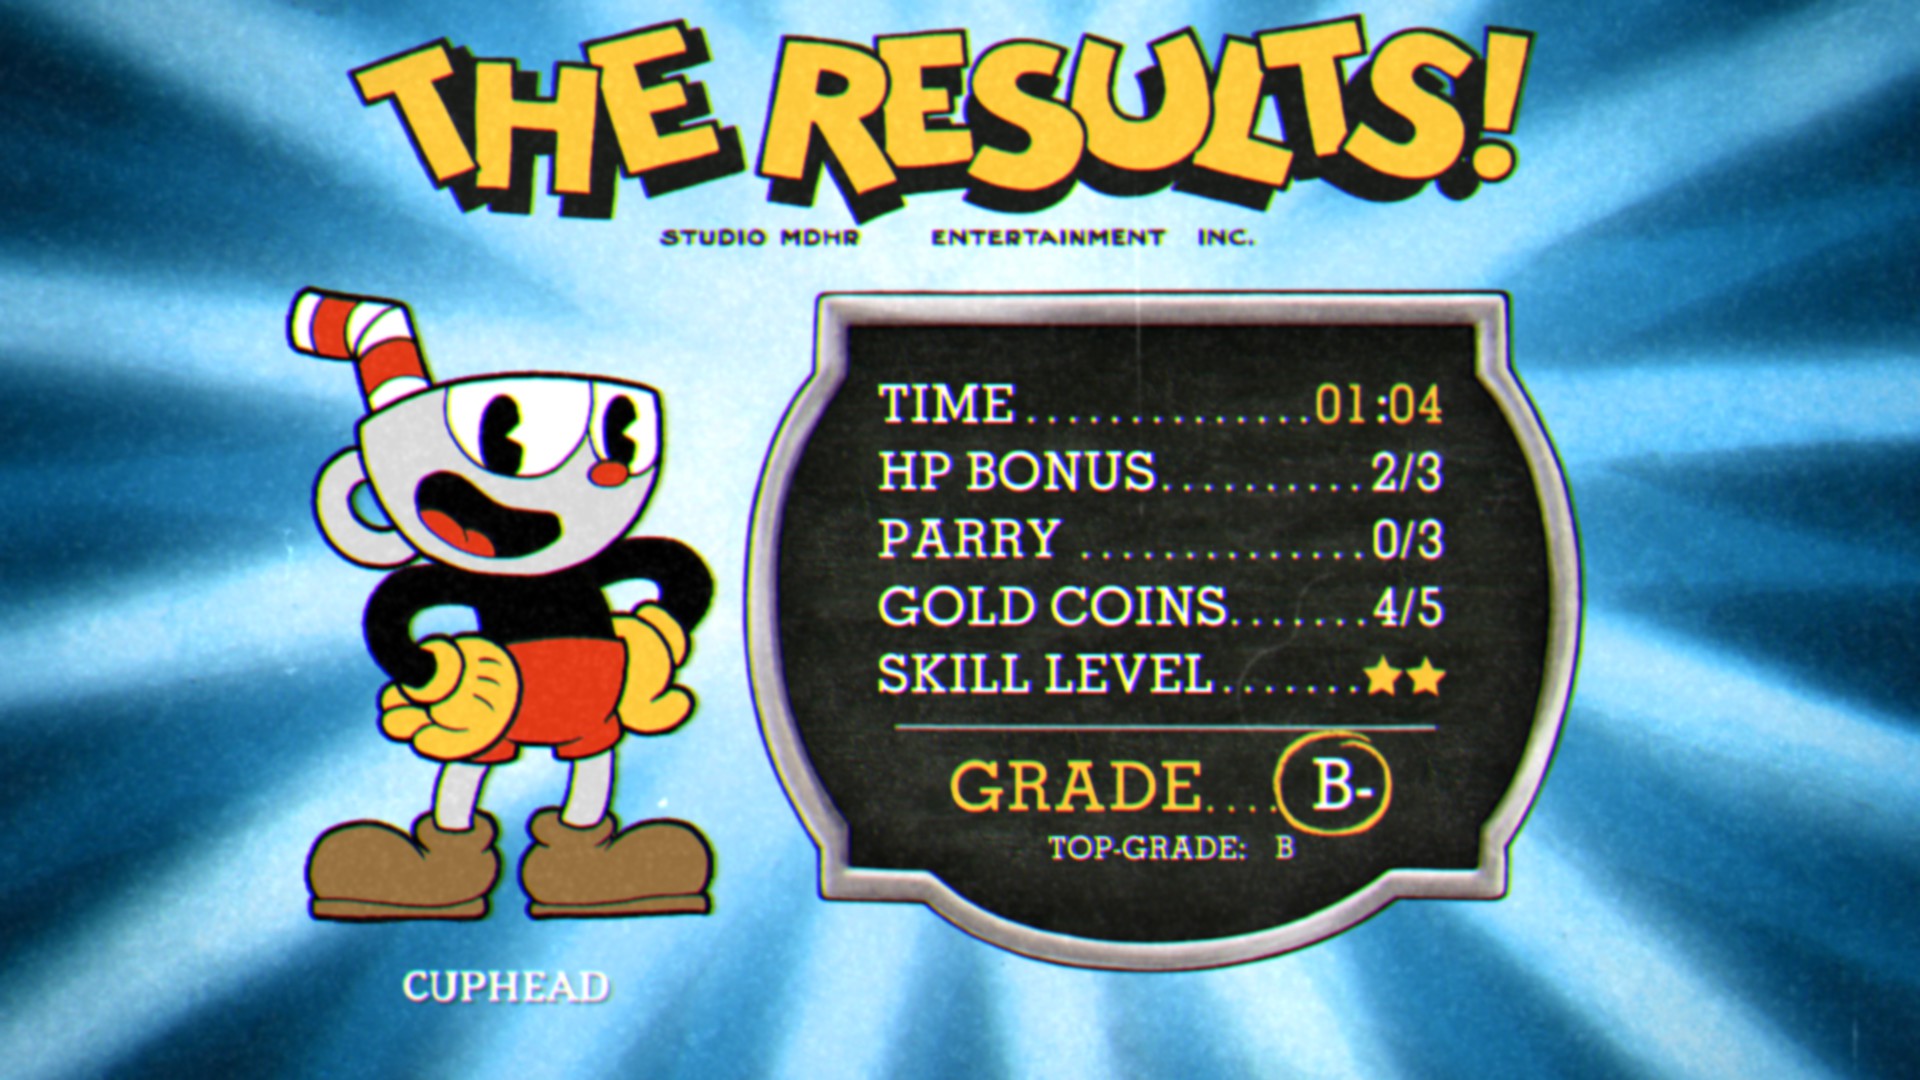 THE RESULTS!
STUDIO MDHR ENTERTAINMENT INC.
TIME..............01:04
HP BONUS..........2/3
PARRY ..............0/3
GOLD COINS.......4/5
SKILL LEVEL.......★★
GRADE....B-
TOP-GRADE: B
CUPHEAD